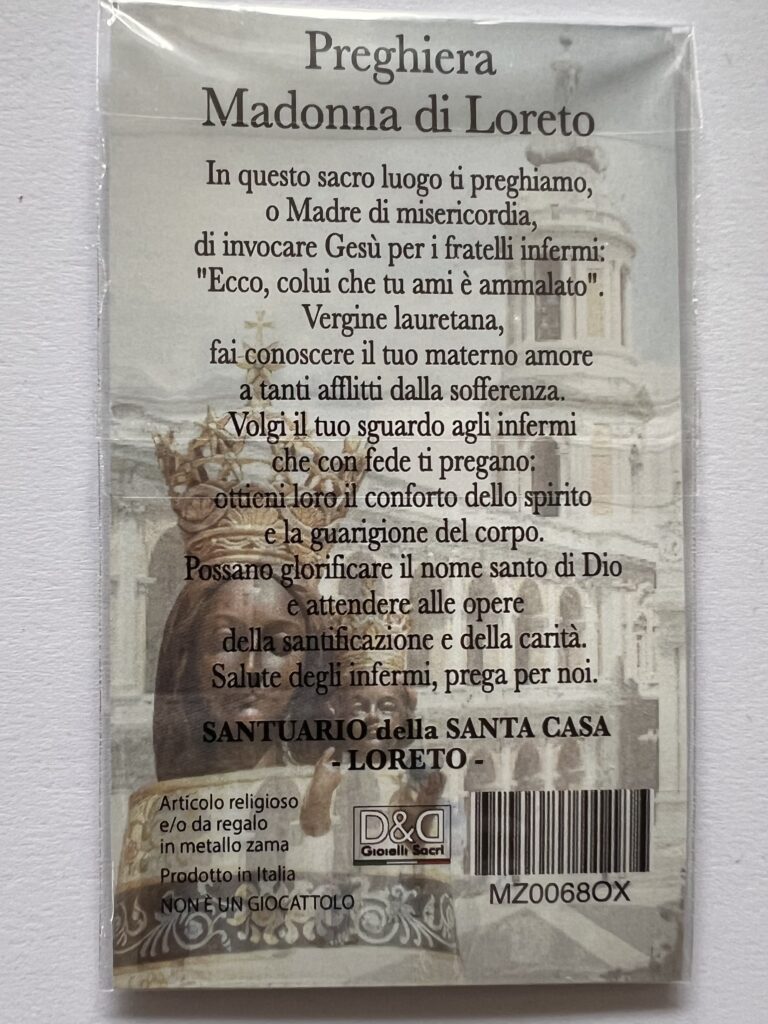 Preghiera
Madonna di Loreto
In questo sacro luogo ti preghiamo,
o Madre di misericordia,
di invocare Gesù per i fratelli infermi:
"Ecco, colui che tu ami è ammalato".
Vergine lauretana,
fai conoscere il tuo materno amore
a tanti afflitti dalla sofferenza.
Volgi il tuo sguardo agli infermi
che con fede ti pregano:
ottieni loro il conforto dello spirito
e la guarigione del corpo.
Possano glorificare il nome santo di Dio
e attendere alle opere
della santificazione e della carità.
Salute degli infermi, prega per noi.
SANTUARIO della SANTA CASA
- LORETO -
Articolo religioso
e/o da regalo
in metallo zama
Prodotto in Italia
NON È UN GIOCATTOLO
D&D
Gioielli Sacri
MZ0068OX